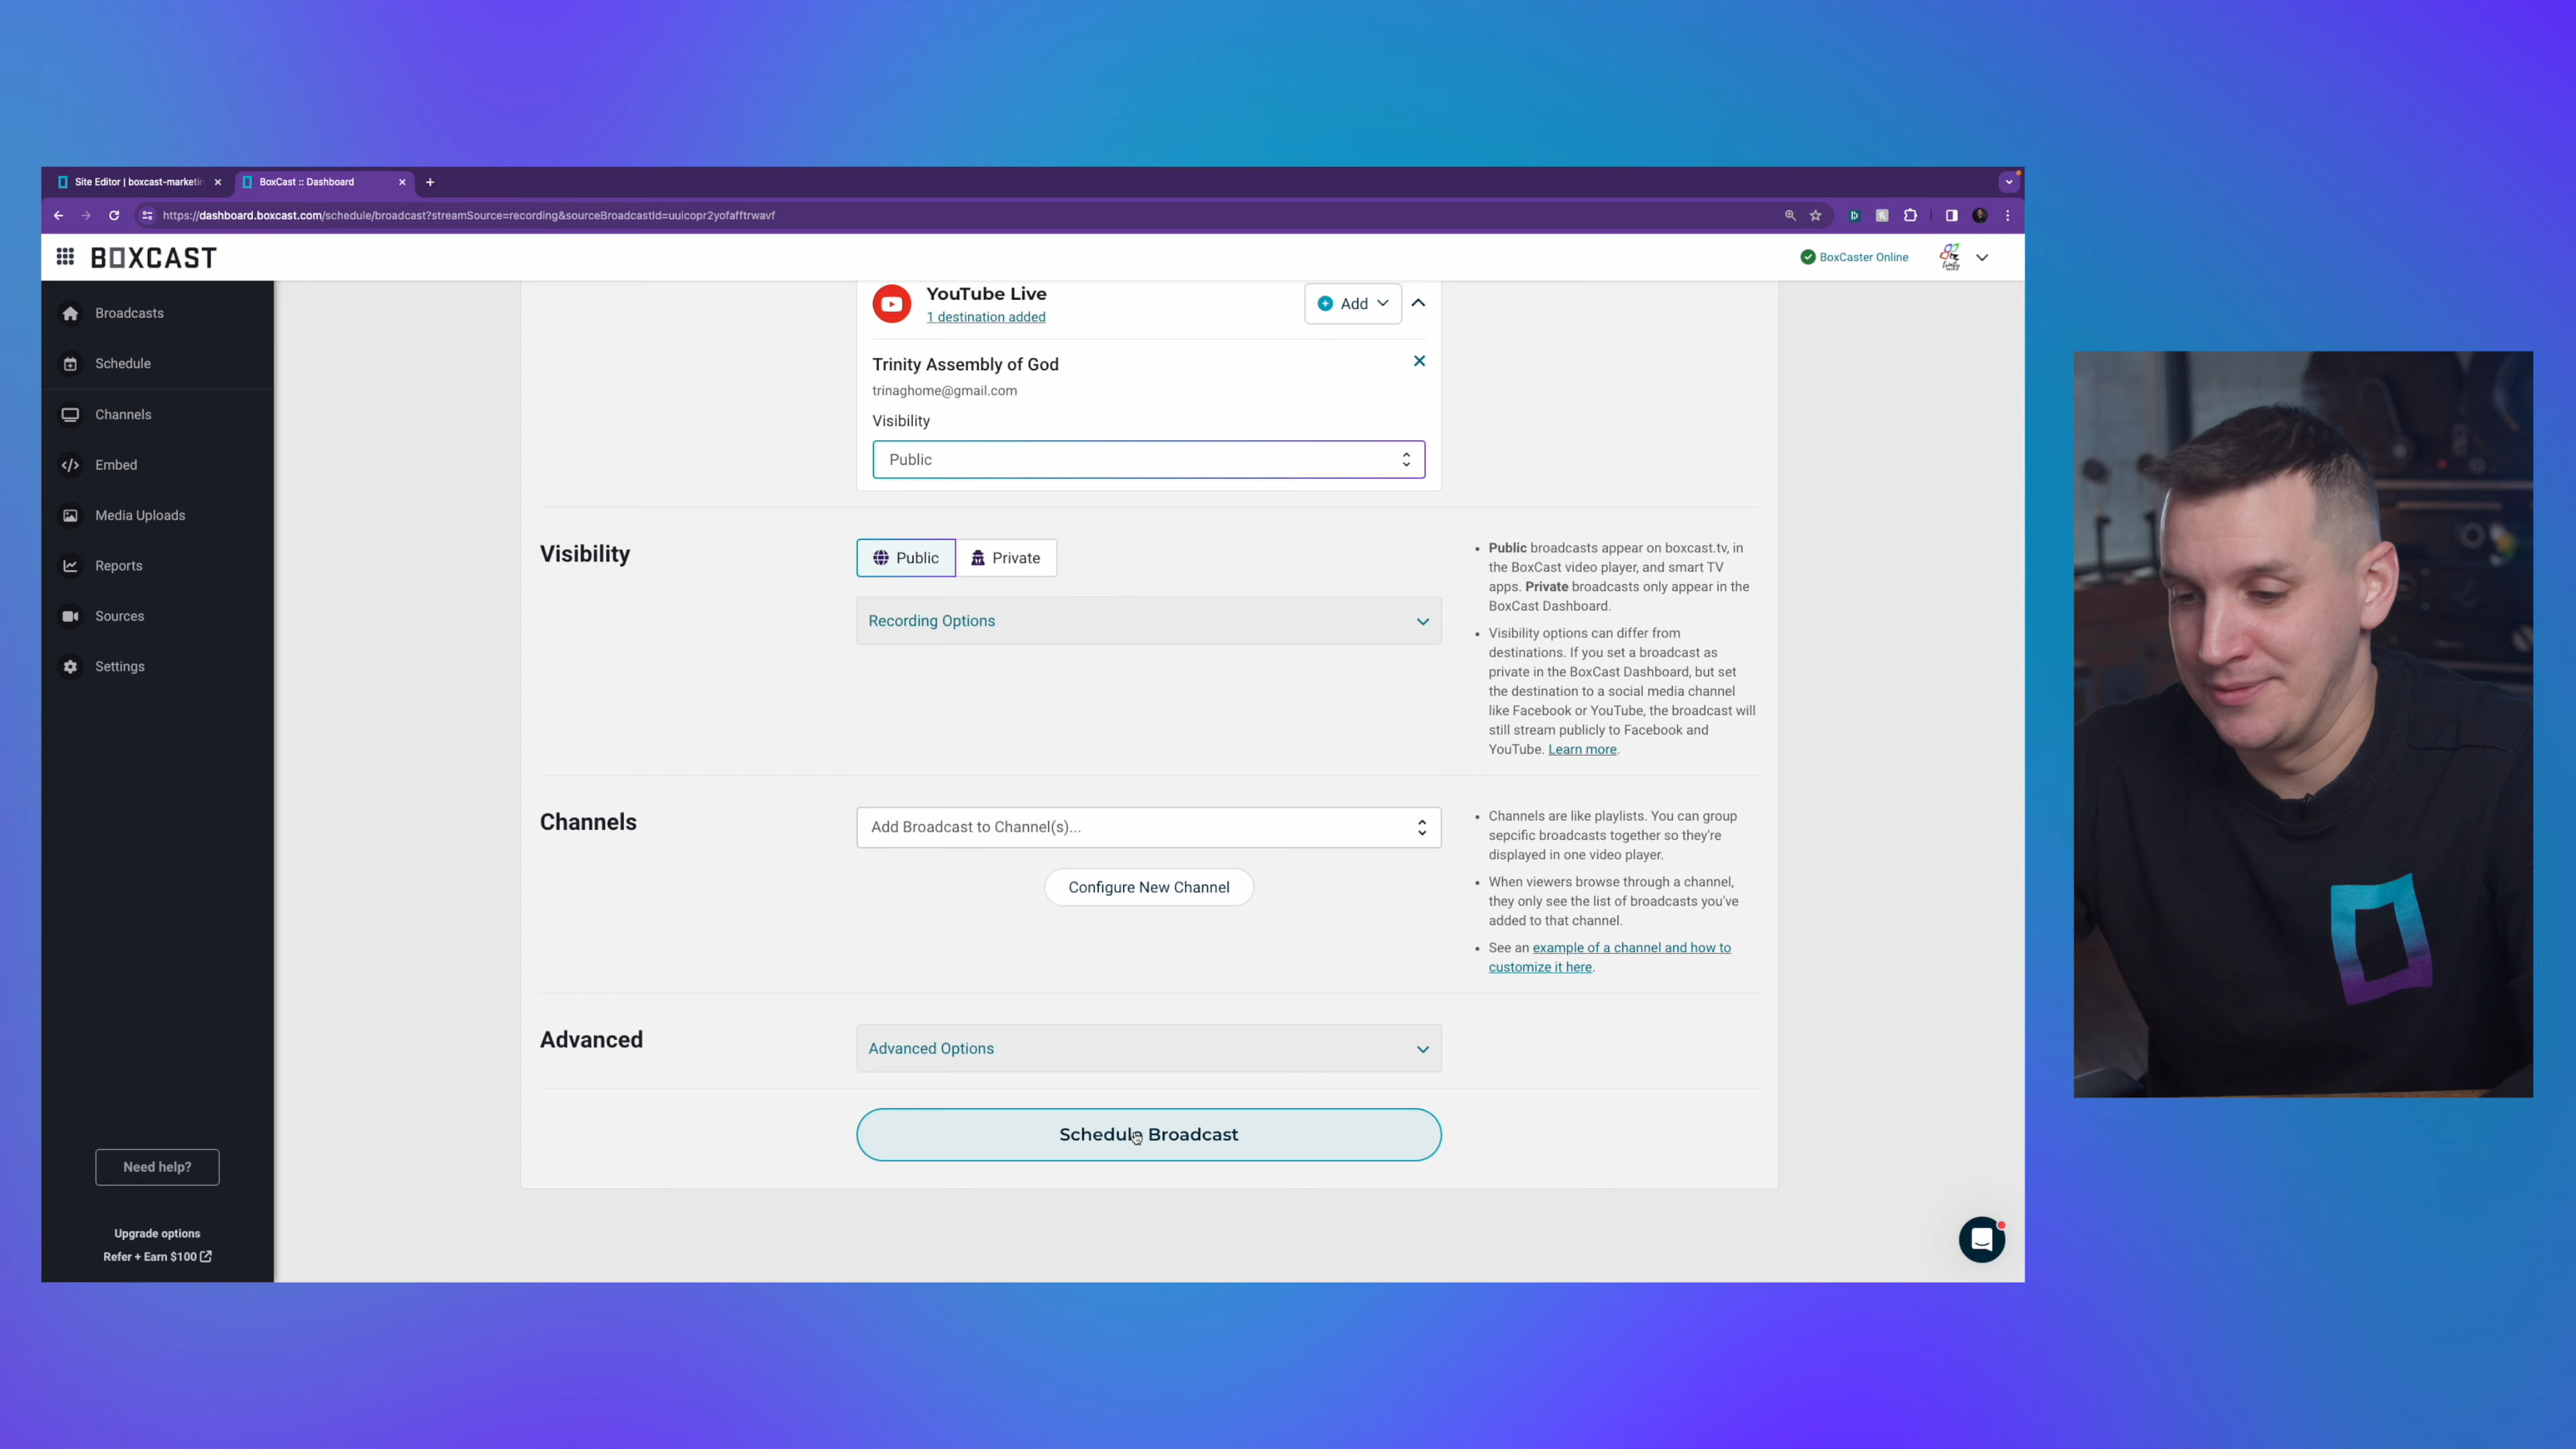 Site Editor | boxcast-marketin
BoxCast :: Dashboard
https://dashboard.boxcast.com/schedule/broadcast?streamSource=recording&sourceBroadcastId=uuicopr2yofafftrwavf
BOXCAST
BoxCaster Online
Broadcasts
Schedule
Channels
Embed
Media Uploads
Reports
Sources
Settings
Need help?
Upgrade options
Refer + Earn $100
YouTube Live
1 destination added
Add
Trinity Assembly of God
trinaghome@gmail.com
Visibility
Public
Visibility
Public
Private
Recording Options
• Public broadcasts appear on boxcast.tv, in
the BoxCast video player, and smart TV
apps. Private broadcasts only appear in the
BoxCast Dashboard.
• Visibility options can differ from
destinations. If you set a broadcast as
private in the BoxCast Dashboard, but set
the destination to a social media channel
like Facebook or YouTube, the broadcast will
still stream publicly to Facebook and
YouTube. Learn more.
Channels
Add Broadcast to Channel(s)...
Configure New Channel
• Channels are like playlists. You can group
sepcific broadcasts together so they're
displayed in one video player.
• When viewers browse through a channel,
they only see the list of broadcasts you've
added to that channel.
• See an example of a channel and how to
customize it here.
Advanced
Advanced Options
Schedule Broadcast